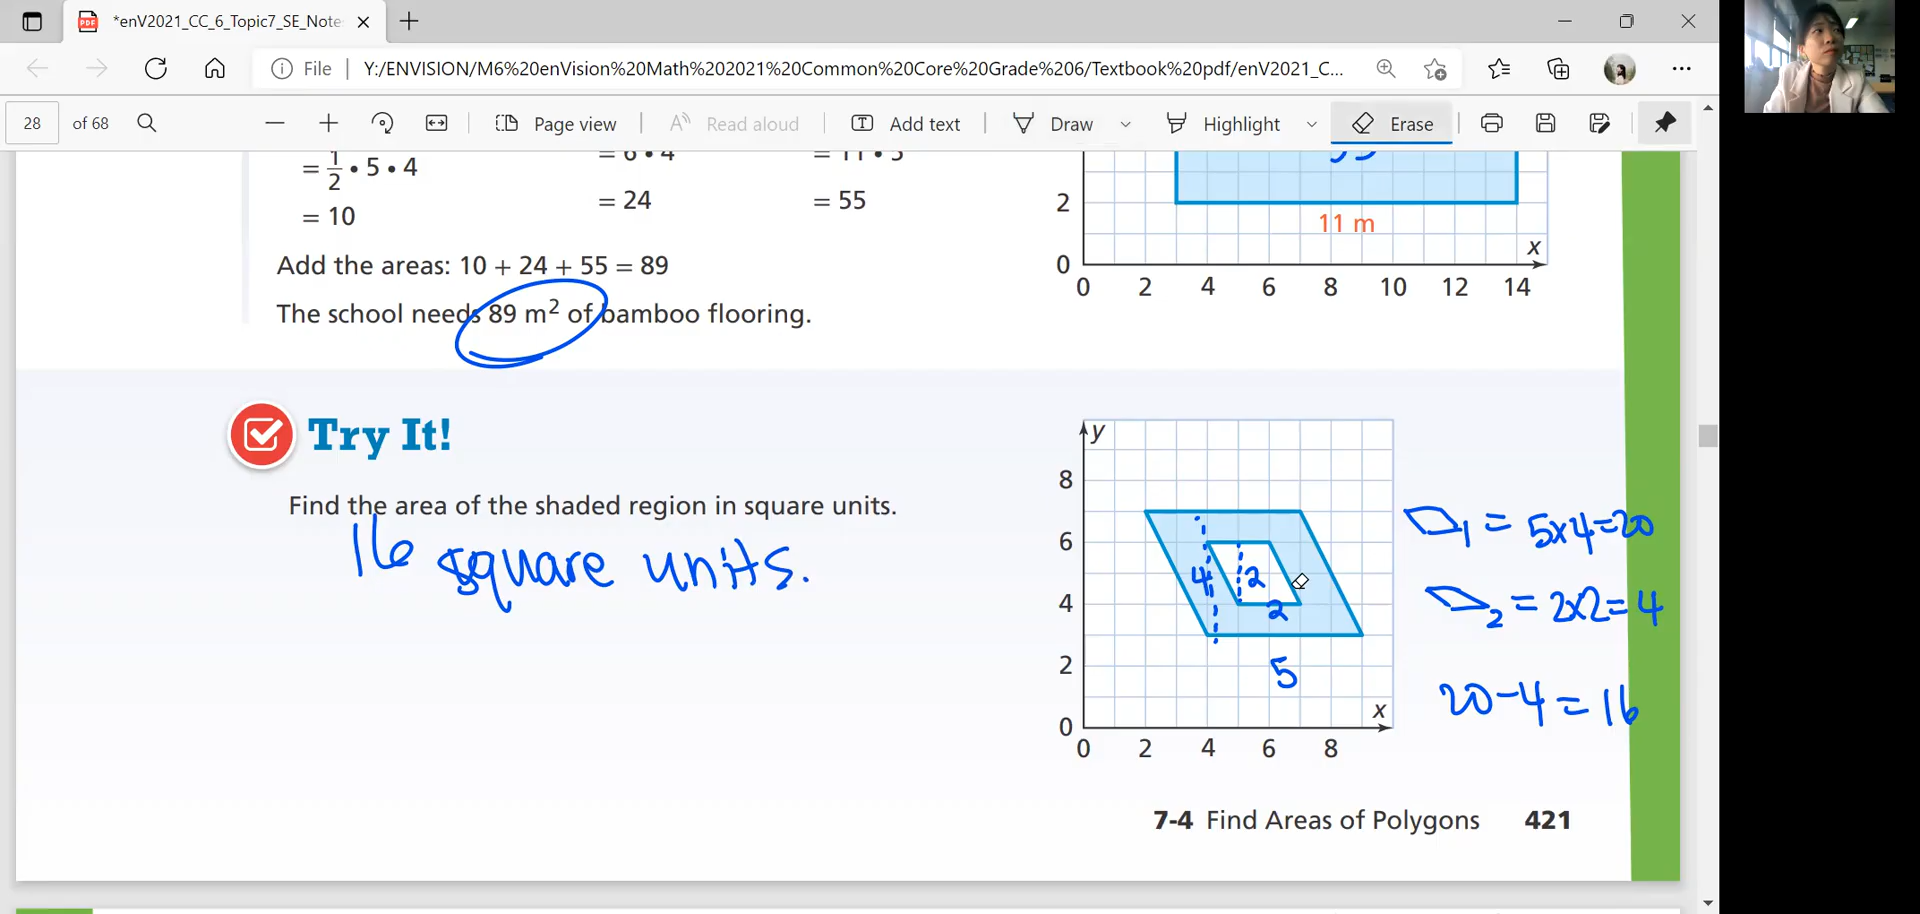 *enV2021_CC_6_Topic7_SE_Note
File
Y:/ENVISION/M6%20enVision%20Math%202021%20Common%20Core%20Grade%206/Textbook%20pdf/enV2021_C...
28 of 68
Page view
Read aloud
Add text
Draw
Highlight
Erase
= 1/2 • 5 • 4
= 6 • 4
= 11 • 5
= 10
= 24
= 55
Add the areas: 10 + 24 + 55 = 89
The school needs 89 m² of bamboo flooring.
2
11 m
x
0
0 2 4 6 8 10 12 14
Try It!
Find the area of the shaded region in square units.
16 square units.
y
8
6
4
2
0
0 2 4 6 8
x
4
2
2
5
1 = 5x4=20
2 = 2x2=4
20-4=16
7-4 Find Areas of Polygons 421